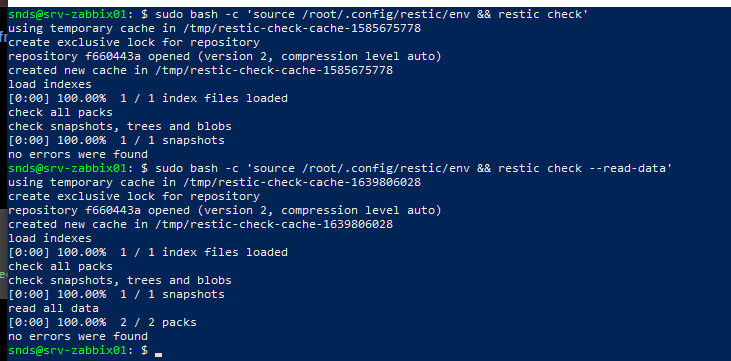 snds@srv-zabbix01: $ sudo bash -c 'source /root/.config/restic/env && restic check'
using temporary cache in /tmp/restic-check-cache-1585675778
create exclusive lock for repository
repository f660443a opened (version 2, compression level auto)
created new cache in /tmp/restic-check-cache-1585675778
load indexes
[0:00] 100.00%  1 / 1 index files loaded
check all packs
check snapshots, trees and blobs
[0:00] 100.00%  1 / 1 snapshots
no errors were found
snds@srv-zabbix01: $ sudo bash -c 'source /root/.config/restic/env && restic check --read-data'
using temporary cache in /tmp/restic-check-cache-1639806028
create exclusive lock for repository
repository f660443a opened (version 2, compression level auto)
created new cache in /tmp/restic-check-cache-1639806028
load indexes
[0:00] 100.00%  1 / 1 index files loaded
check all packs
check snapshots, trees and blobs
[0:00] 100.00%  1 / 1 snapshots
read all data
[0:00] 100.00%  2 / 2 packs
no errors were found
snds@srv-zabbix01: $